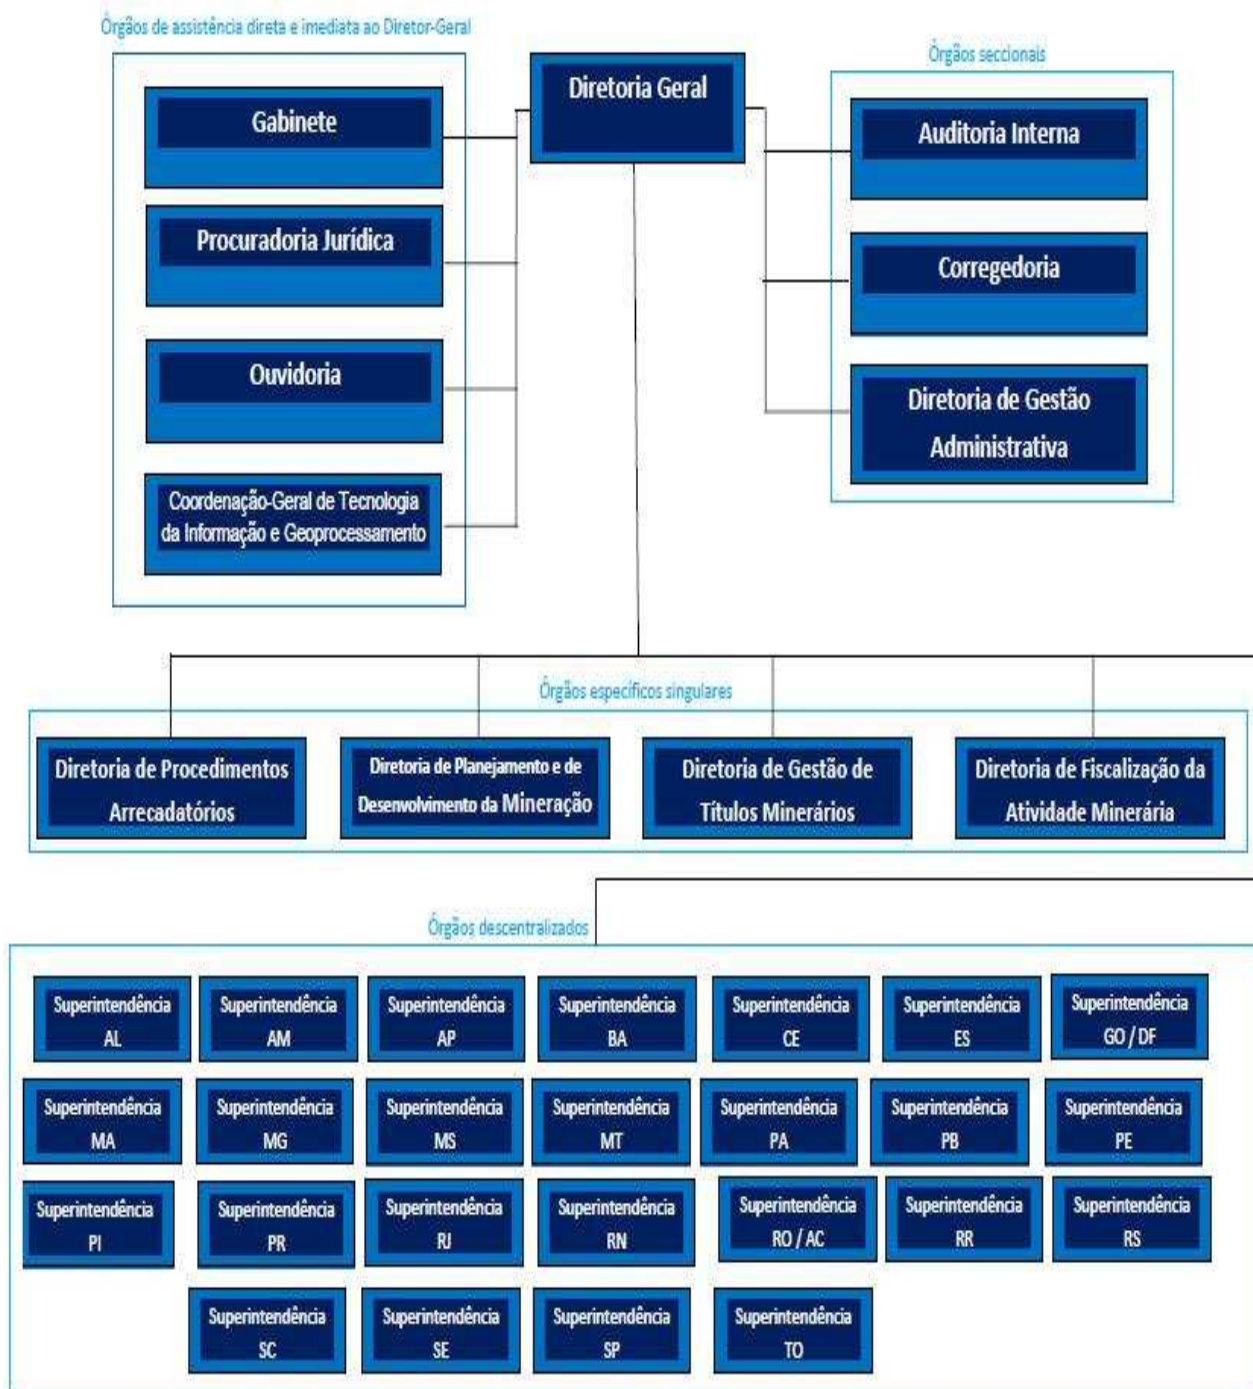 Órgãos de assistência direta e imediata ao Diretor-Geral
Gabinete
Procuradoria Jurídica
Ouvidoria
Coordenação-Geral de Tecnologia
da Informação e Geoprocessamento
Diretoria Geral
Órgãos seccionais
Auditoria Interna
Corregedoria
Diretoria de Gestão
Administrativa
Órgãos específicos singulares
Diretoria de Procedimentos
Arrecadatórios
Diretoria de Planejamento e de
Desenvolvimento da Mineração
Diretoria de Gestão de
Títulos Minerários
Diretoria de Fiscalização da
Atividade Minerária
Órgãos descentralizados
Superintendência
AL
Superintendência
AM
Superintendência
AP
Superintendência
BA
Superintendência
CE
Superintendência
ES
Superintendência
GO / DF
Superintendência
MA
Superintendência
MG
Superintendência
MS
Superintendência
MT
Superintendência
PA
Superintendência
PB
Superintendência
PE
Superintendência
PI
Superintendência
PR
Superintendência
RJ
Superintendência
RN
Superintendência
RO / AC
Superintendência
RR
Superintendência
RS
Superintendência
SC
Superintendência
SE
Superintendência
SP
Superintendência
TO